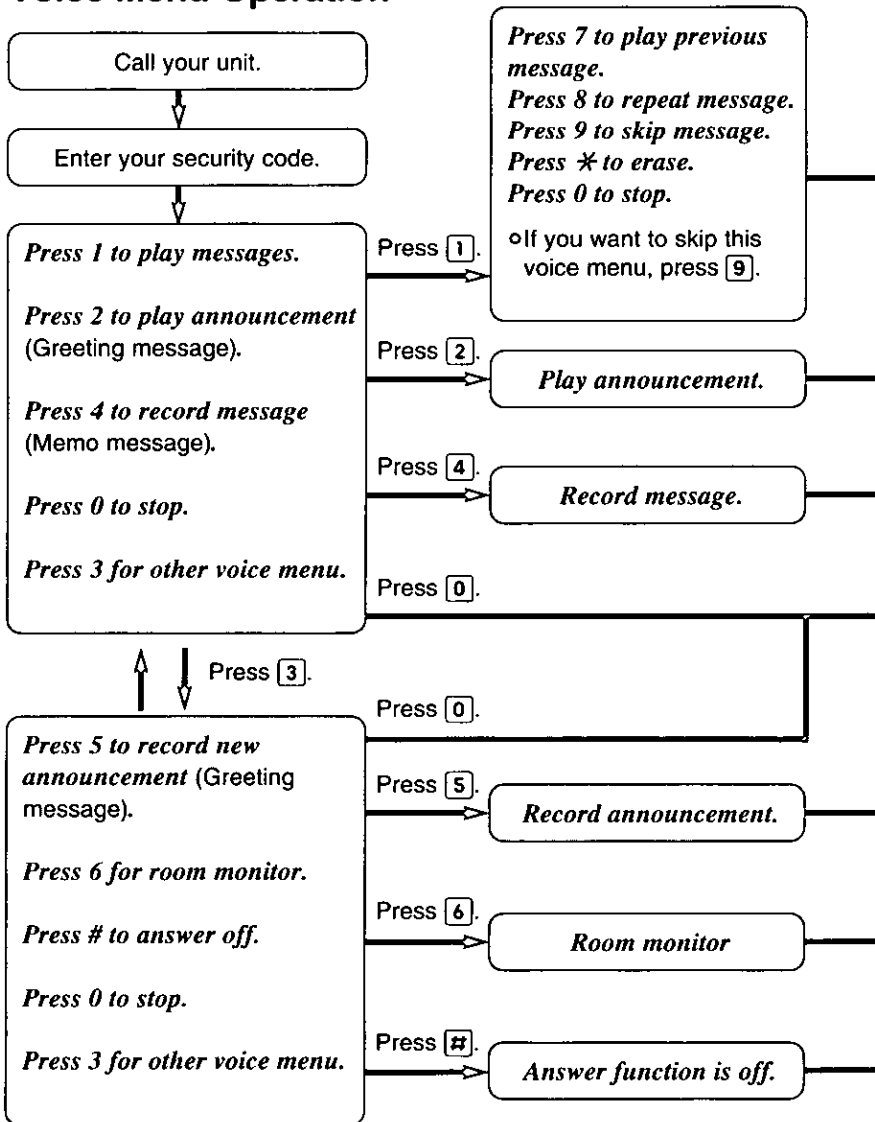 Call your unit.
Enter your security code.
Press 1 to play messages.
Press 2 to play announcement
(Greeting message).
Press 4 to record message
(Memo message).
Press 0 to stop.
Press 3 for other voice menu.
Press 1.
Press 7 to play previous
message.
Press 8 to repeat message.
Press 9 to skip message.
Press ✳ to erase.
Press 0 to stop.
○If you want to skip this
voice menu, press 9.
Press 2.
Play announcement.
Press 4.
Record message.
Press 0.
Press 3.
Press 5 to record new
announcement (Greeting
message).
Press 6 for room monitor.
Press # to answer off.
Press 0 to stop.
Press 3 for other voice menu.
Press 0.
Press 5.
Record announcement.
Press 6.
Room monitor
Press #.
Answer function is off.